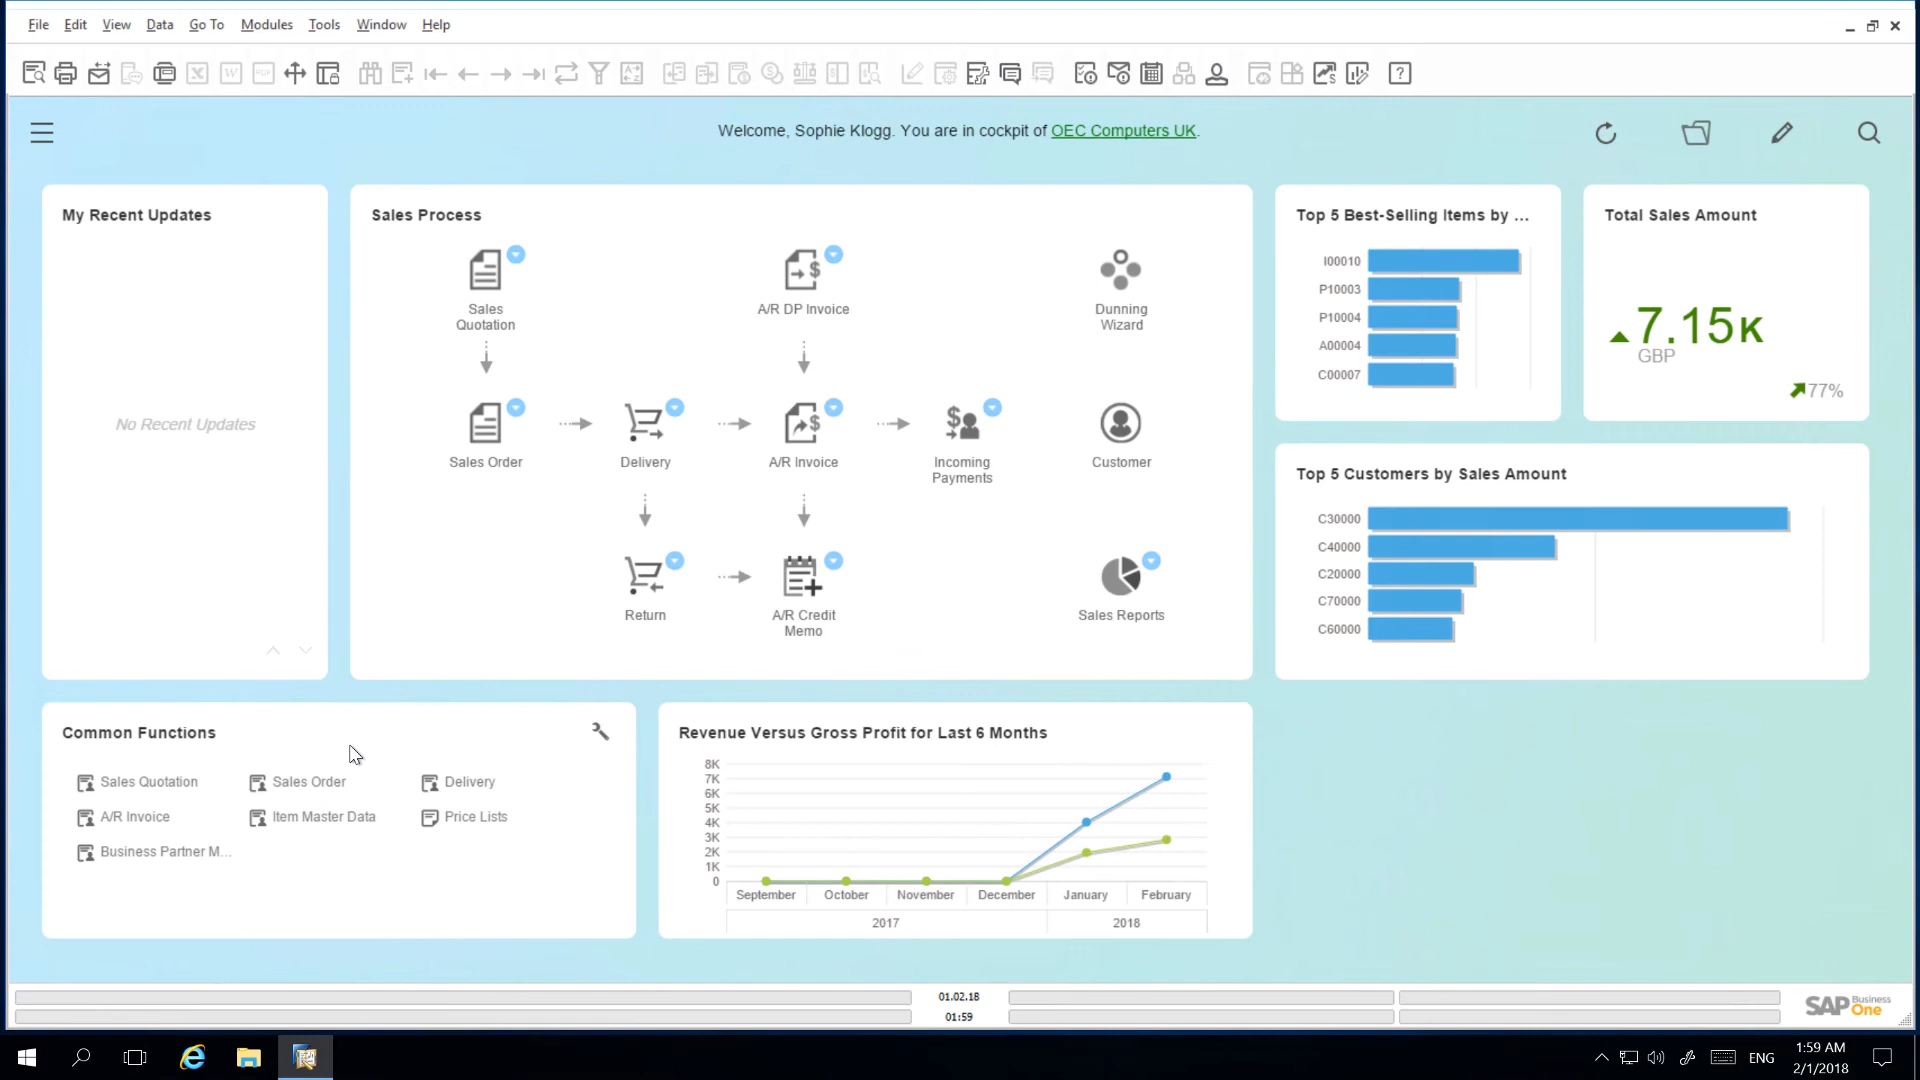 File Edit View Data Go To Modules Tools Window Help
Welcome, Sophie Klogg. You are in cockpit of OEC Computers UK.
My Recent Updates
No Recent Updates
Sales Process
Sales
Quotation
A/R DP Invoice
Dunning
Wizard
Sales Order
Delivery
A/R Invoice
Incoming
Payments
Customer
Return
A/R Credit
Memo
Sales Reports
Top 5 Best-Selling Items by ...
I00010
P10003
P10004
A00004
C00007
Total Sales Amount
7.15K
GBP
77%
Top 5 Customers by Sales Amount
C30000
C40000
C20000
C70000
C60000
Common Functions
Sales Quotation
Sales Order
Delivery
A/R Invoice
Item Master Data
Price Lists
Business Partner M...
Revenue Versus Gross Profit for Last 6 Months
8K
7K
6K
5K
4K
3K
2K
1K
0
September October November December January February
2017 2018
01.02.18
01:59
SAP Business One
ENG
1:59 AM
2/1/2018